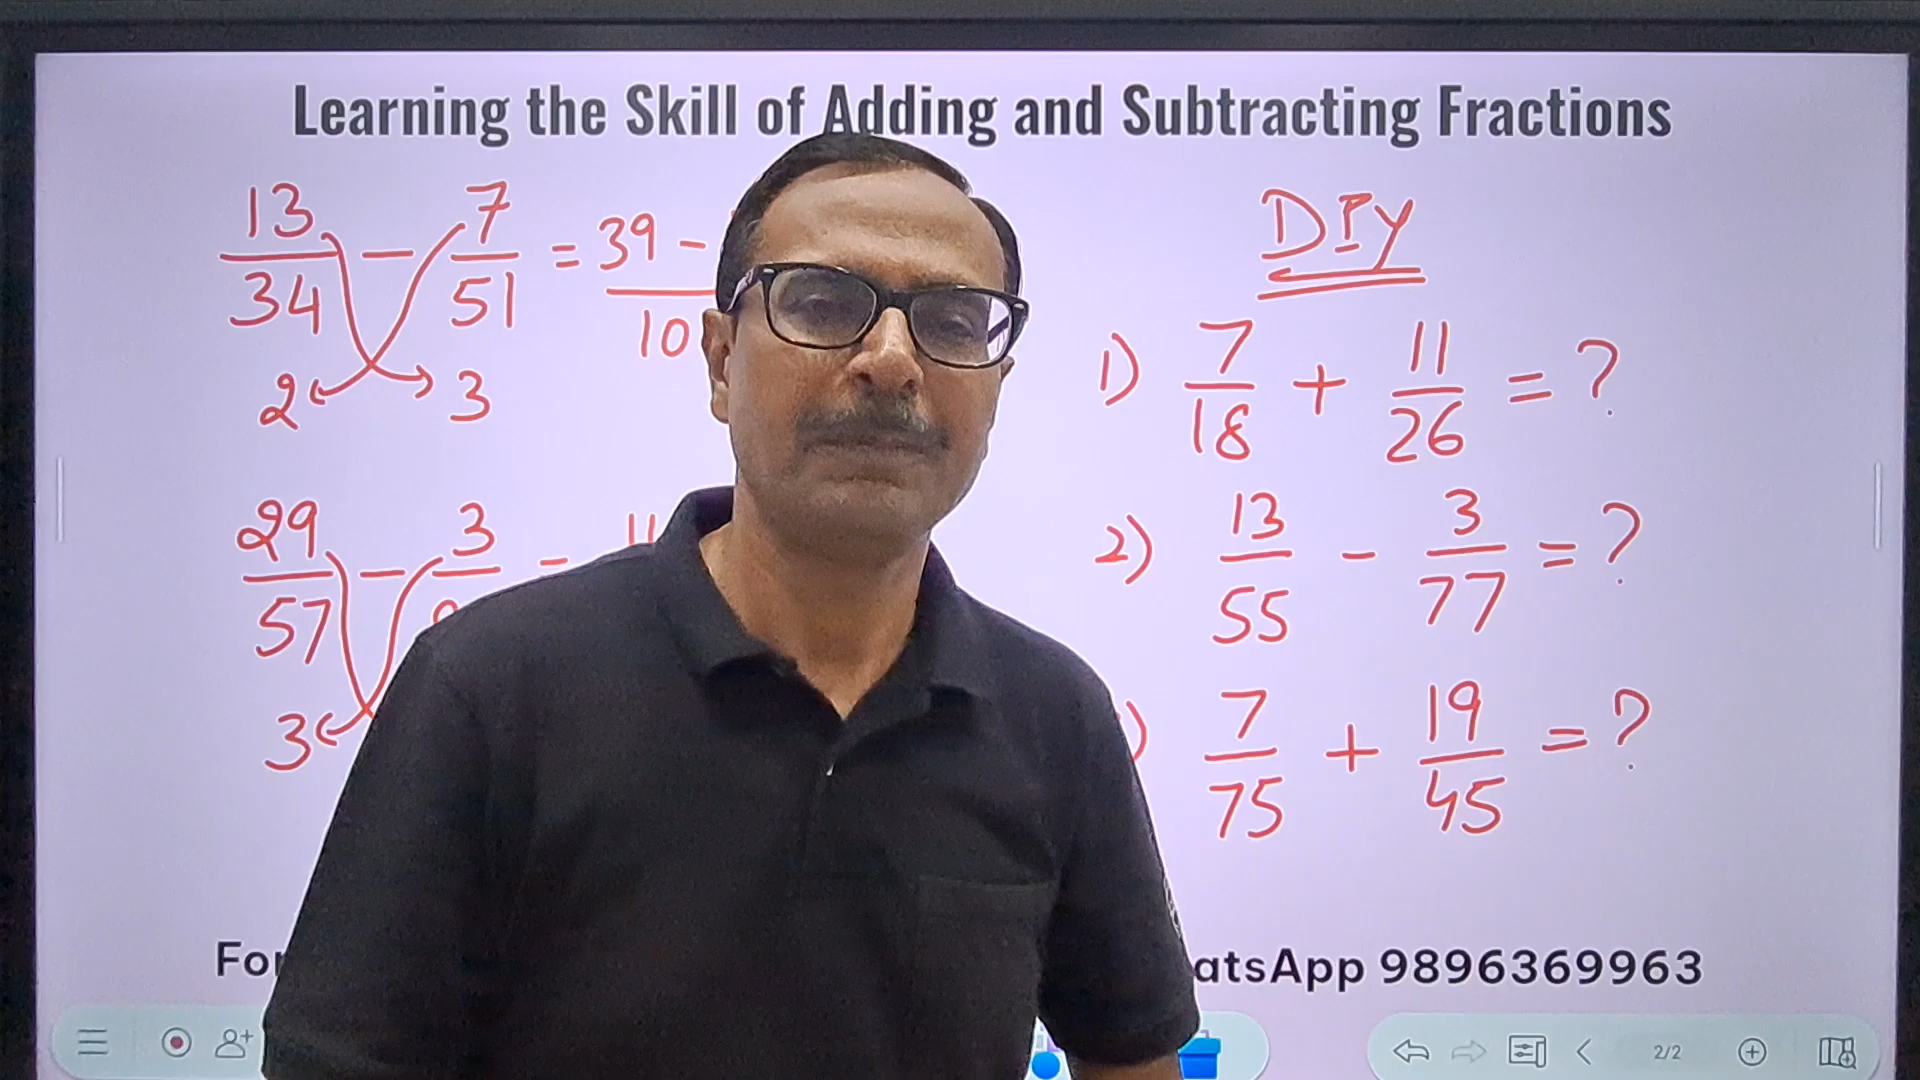 Learning the Skill of Adding and Subtracting Fractions
13/34 - 7/51 = 39 - / 10
2 3
29/57 - 3/ =
3
DIY
1) 7/18 + 11/26 = ?
2) 13/55 - 3/77 = ?
) 7/75 + 19/45 = ?
For atsApp 9896369963
2/2